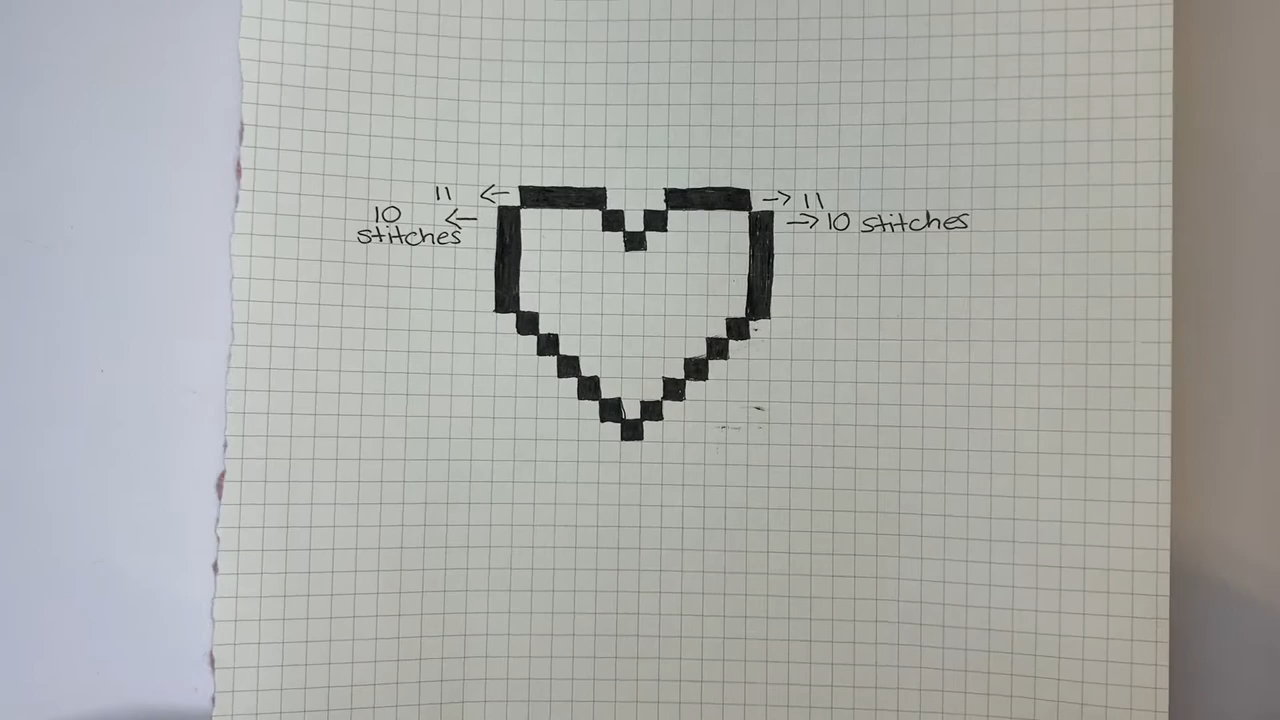 11 ← → 11
10 ← → 10 stitches
stitches